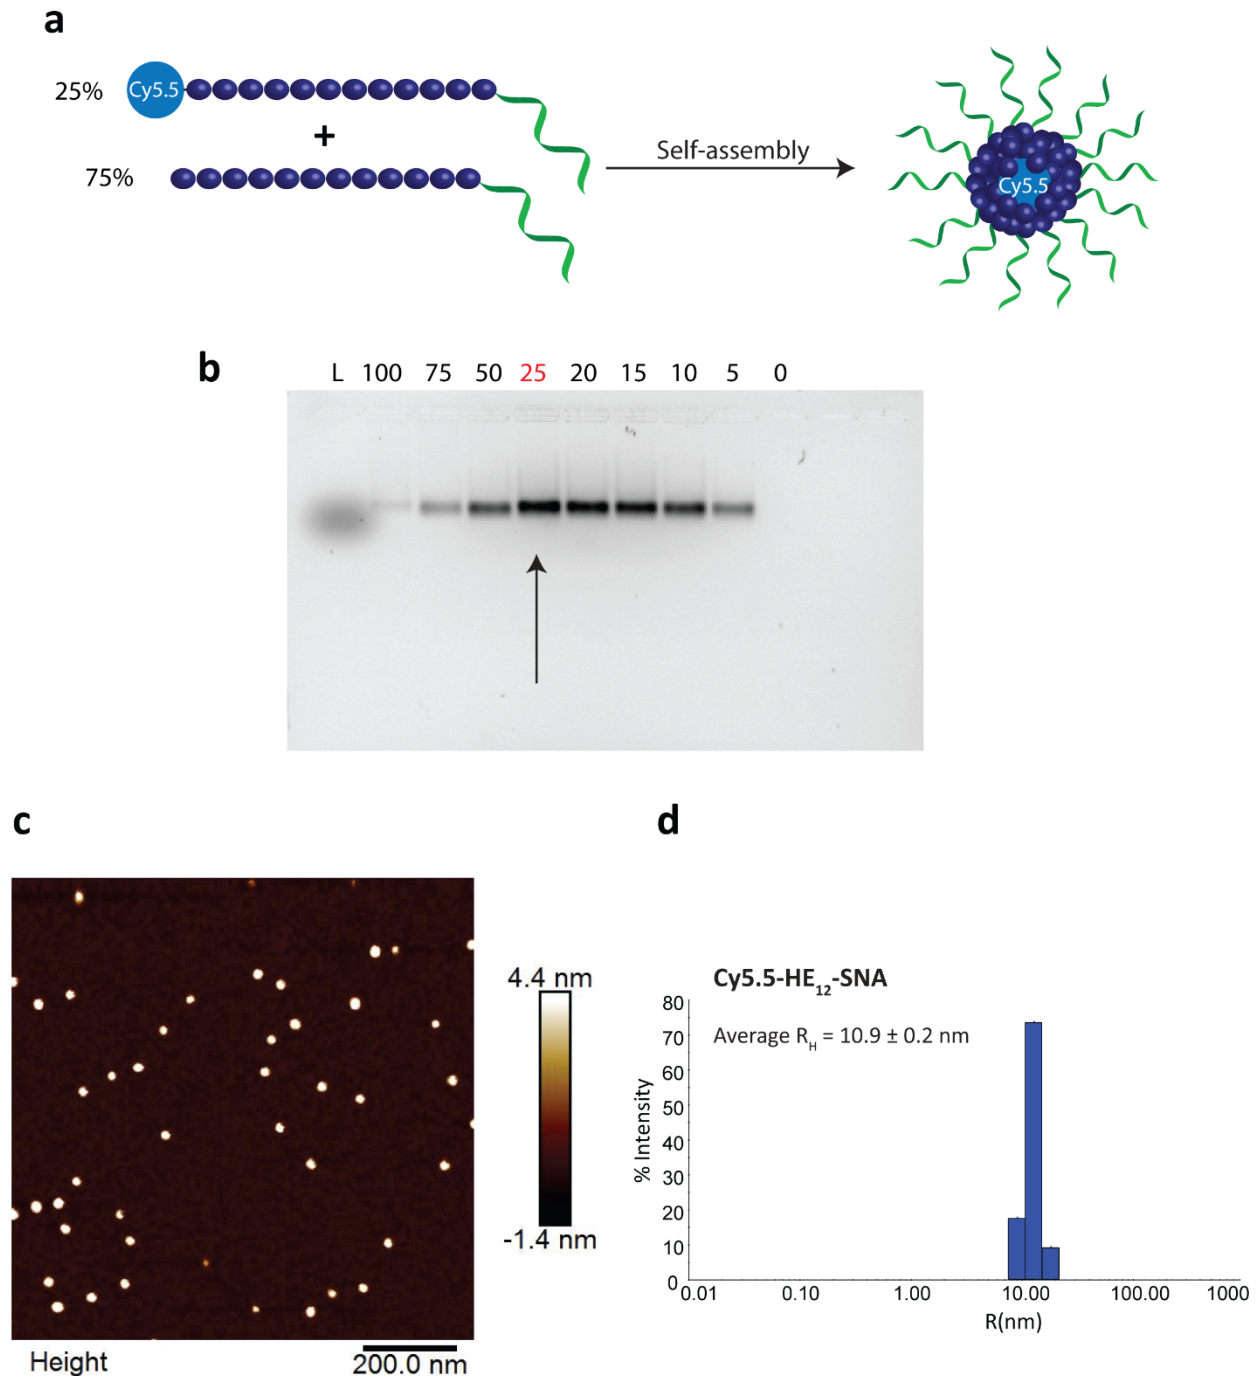 a
25%
Cy5.5
+
75%
Self-assembly
Cy5.5
b
L 100 75 50 25 20 15 10 5 0
c
4.4 nm
-1.4 nm
Height
200.0 nm
d
Cy5.5-HE12-SNA
Average RH = 10.9 ± 0.2 nm
% Intensity
80
70
60
50
40
30
20
10
0
0.01 0.10 1.00 10.00 100.00 1000
R(nm)